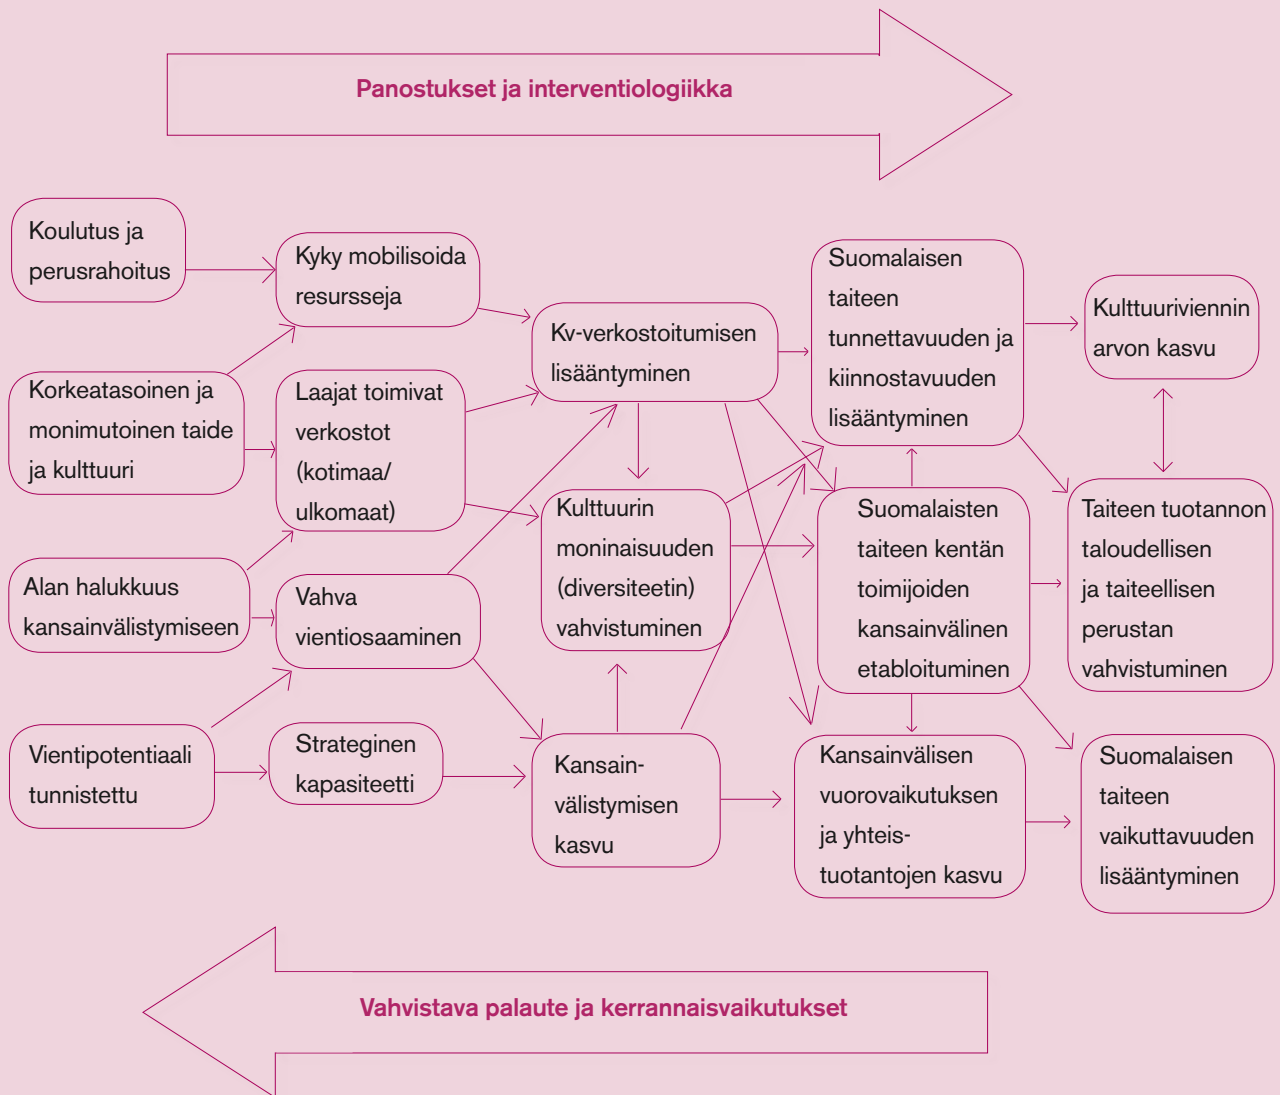 Panostukset ja interventiologiikka
Koulutus ja
perusrahoitus
Korkeatasoinen ja
monimutoinen taide
ja kulttuuri
Alan halukkuus
kansainvälistymiseen
Vientipotentiaali
tunnistettu
Kyky mobilisoida
resursseja
Laajat toimivat
verkostot
(kotimaa/
ulkomaat)
Vahva
vientiosaaminen
Strateginen
kapasiteetti
Kv-verkostoitumisen
lisääntyminen
Kulttuurin
moninaisuuden
(diversiteetin)
vahvistuminen
Kansain-
välistymisen
kasvu
Suomalaisen
taiteen
tunnettavuuden ja
kiinnostavuuden
lisääntyminen
Suomalaisten
taiteen kentän
toimijoiden
kansainvälinen
etabloituminen
Kansainvälisen
vuorovaikutuksen
ja yhteis-
tuotantojen kasvu
Kulttuuriviennin
arvon kasvu
Taiteen tuotannon
taloudellisen
ja taiteellisen
perustan
vahvistuminen
Suomalaisen
taiteen
vaikuttavuuden
lisääntyminen
Vahvistava palaute ja kerrannaisvaikutukset